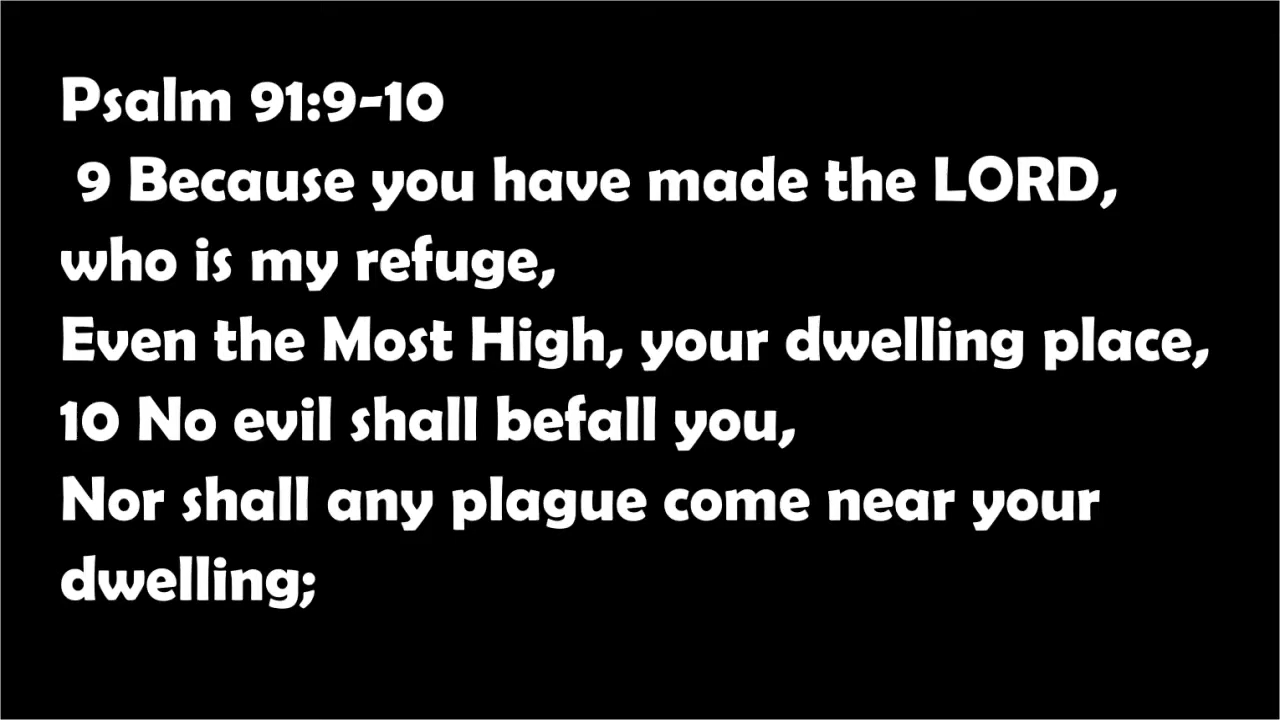 Psalm 91:9-10
9 Because you have made the LORD,
who is my refuge,
Even the Most High, your dwelling place,
10 No evil shall befall you,
Nor shall any plague come near your
dwelling;